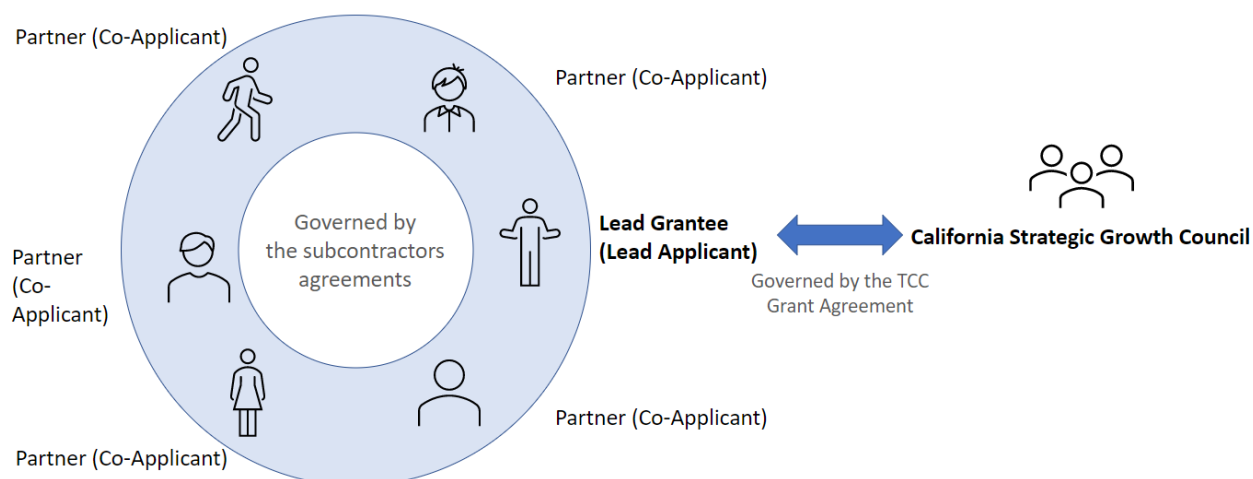 Partner (Co-Applicant)
Partner (Co-Applicant)
Governed by
the subcontractors
agreements
Lead Grantee
(Lead Applicant)
California Strategic Growth Council
Governed by the TCC
Grant Agreement
Partner
(Co-
Applicant)
Partner (Co-Applicant)
Partner (Co-Applicant)